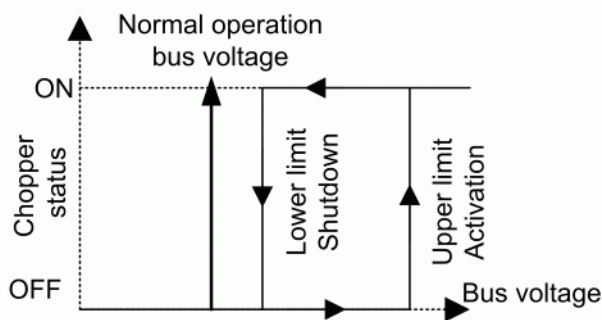 Normal operation
bus voltage
ON
Chopper
status
Lower limit
Shutdown
Upper limit
Activation
OFF
Bus voltage